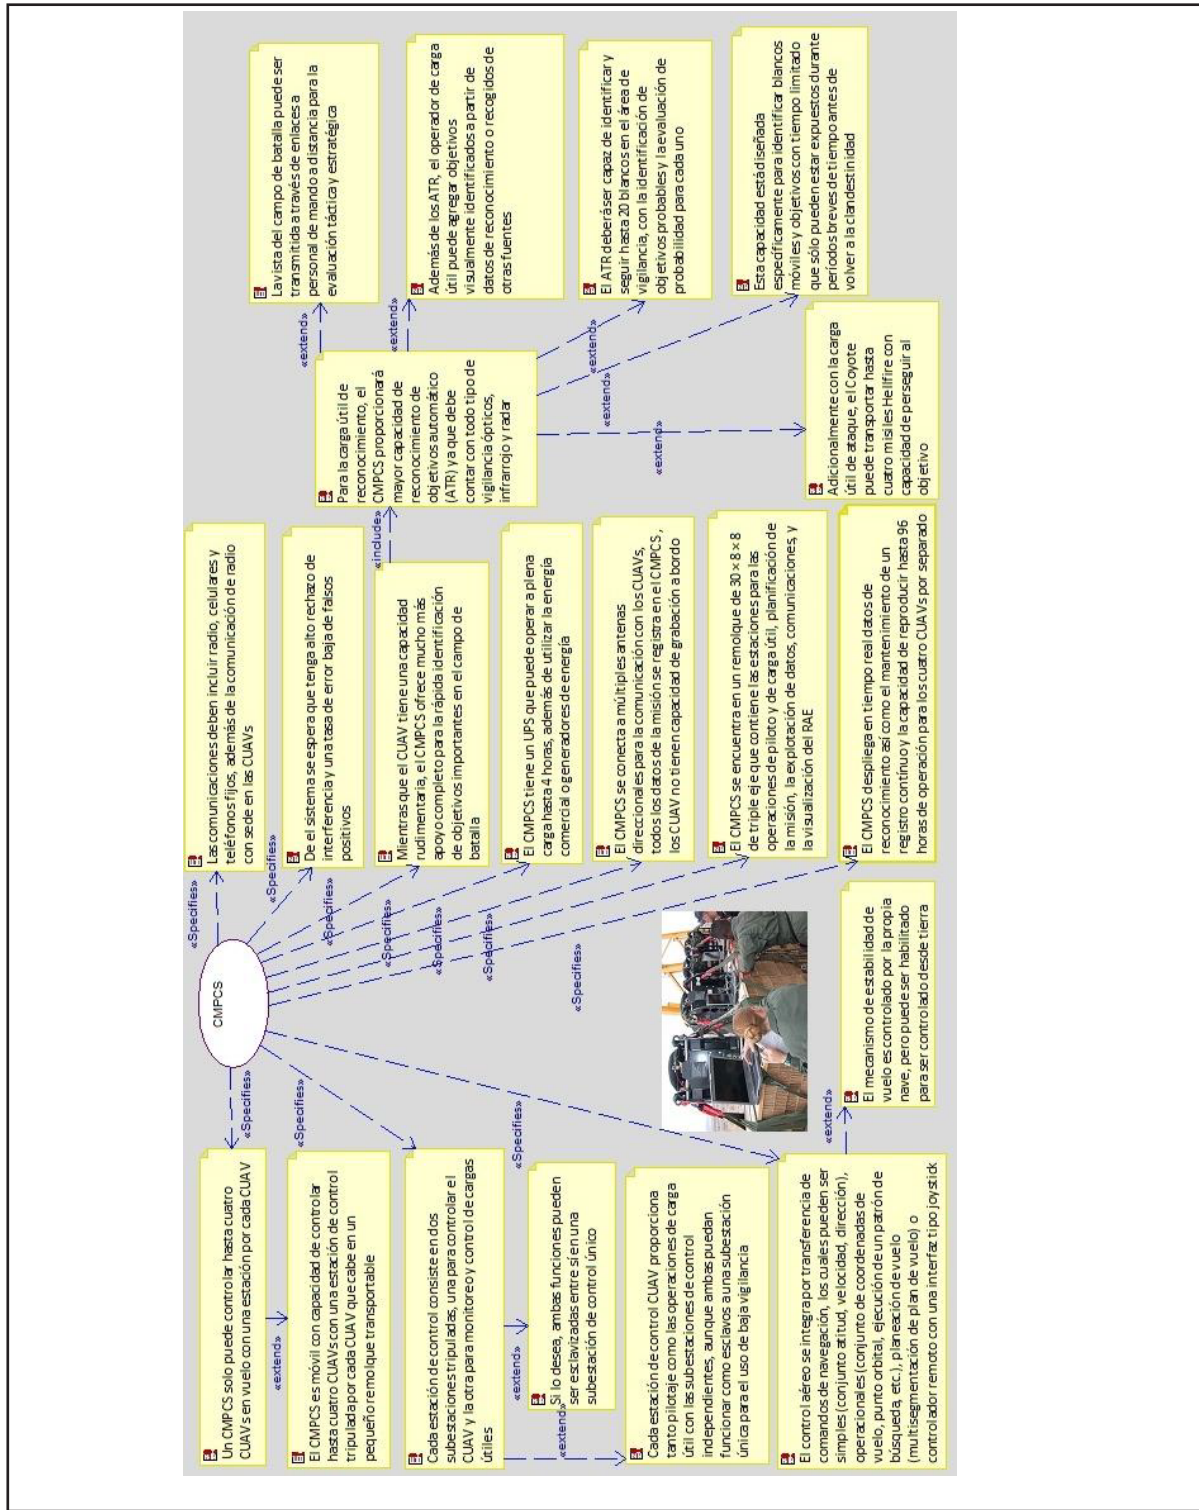 CMPCS
«Specifies»
Un CMPCS solo puede controlar hasta cuatro
CUAVs en vuelo con una estación por cada CUAV
«extend»
«Specifies»
El CMPCS es móvil con capacidad de controlar
hasta cuatro CUAVs con una estación de control
tripulada por cada CUAV que cabe en un
pequeño remolque transportable
Cada estación de control consiste en dos
subestaciones tripuladas, una para controlar el
CUAV y la otra para monitoreo y control de cargas
útiles
«extend»
Si lo desea, ambas funciones pueden
ser esclavizadas entre sí en una
subestación de control único
«extend»
Cada estación de control CUAV proporciona
tanto pilotaje como las operaciones de carga
útil con las subestaciones de control
independientes, aunque ambas puedan
funcionar como esclavos a una subestación
única para el uso de baja vigilancia
«Specifies»
El control aéreo se integra por transferencia de
comandos de navegación, los cuales pueden ser
simples (conjunto atitud, velocidad, dirección),
operacionales (conjunto de coordenadas de
vuelo, punto orbital, ejecución de un patrón de
búsqueda, etc.), planeación de vuelo
(multisegmentación de plan de vuelo) o
controlador remoto con una interfaz tipo joystick
«extend»
El mecanismo de estabilidad de
vuelo es controlado por la propia
nave, pero puede ser habilitado
para ser controlado desde tierra
«Specifies»
Las comunicaciones deben incluir radio, celulares y
teléfonos fijos, además de la comunicación de radio
con sede en las CUAVs
«Specifies»
De el sistema se espera que tenga alto rechazo de
interferencia y una tasa de error baja de falsos
positivos
«Specifies»
Mientras que el CUAV tiene una capacidad
rudimentaria, el CMPCS ofrece mucho más
apoyo completo para la rápida identificación
de objetivos importantes en el campo de
batalla
«Specifies»
El CMPCS tiene un UPS que puede operar a plena
carga hasta 4 horas, además de utilizar la energía
comercial o generadores de energía
«Specifies»
El CMPCS se conecta a múltiples antenas
direccionales para la comunicación con los CUAVs,
todos los datos de la misión se registra en el CMPCS,
los CUAV no tienen capacidad de grabación a bordo
«Specifies»
El CMPCS se encuentra en un remolque de 30 × 8 × 8
de triple eje que contiene las estaciones para las
operaciones de piloto y de carga útil, planificación de
la misión, la explotación de datos, comunicaciones, y
la visualización del RAE
«Specifies»
El CMPCS despliega en tiempo real datos de
reconocimiento así como el mantenimiento de un
registro contínuo y la capacidad de reproducir hasta 96
horas de operación para los cuatro CUAVs por separado
«include»
Para la carga útil de
reconocimiento, el
CMPCS proporcionará
mayor capacidad de
reconocimiento de
objetivos automático
(ATR) ya que debe
contar con todo tipo de
vigilancia ópticos,
infrarrojo y radar
«extend»
La vista del campo de batalla puede ser
transmitida a través de enlaces a
personal de mando a distancia para la
evaluación táctica y estratégica
«extend»
Además de los ATR, el operador de carga
útil puede agregar objetivos
visualmente identificados a partir de
datos de reconocimiento o recogidos de
otras fuentes
«extend»
El ATR deberá ser capaz de identificar y
seguir hasta 20 blancos en el área de
vigilancia, con la identificación de
objetivos probables y la evaluación de
probabilidad para cada uno
«extend»
Esta capacidad está diseñada
específicamente para identificar blancos
móviles y objetivos con tiempo limitado
que sólo pueden estar expuestos durante
períodos breves de tiempo antes de
volver a la clandestinidad
«extend»
Adicionalmente con la carga
útil de ataque, el Coyote
puede transportar hasta
cuatro misiles Hellfire con
capacidad de perseguir al
objetivo